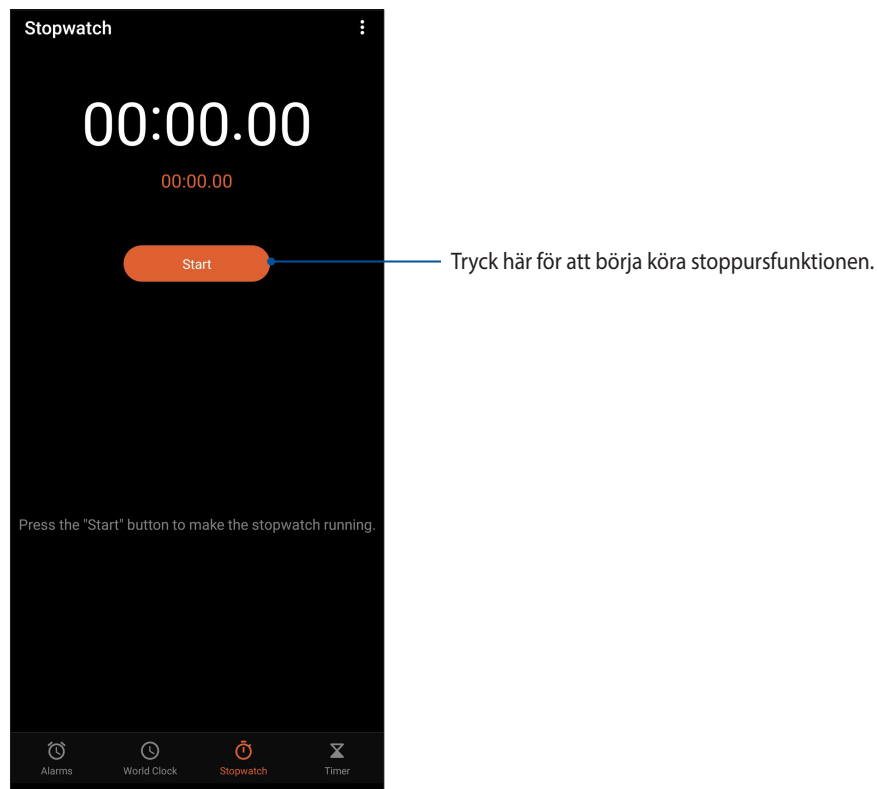 Stopwatch
00:00.00
00:00.00
Start
Tryck här för att börja köra stoppursfunktionen.
Press the "Start" button to make the stopwatch running.
Alarms
World Clock
Stopwatch
Timer